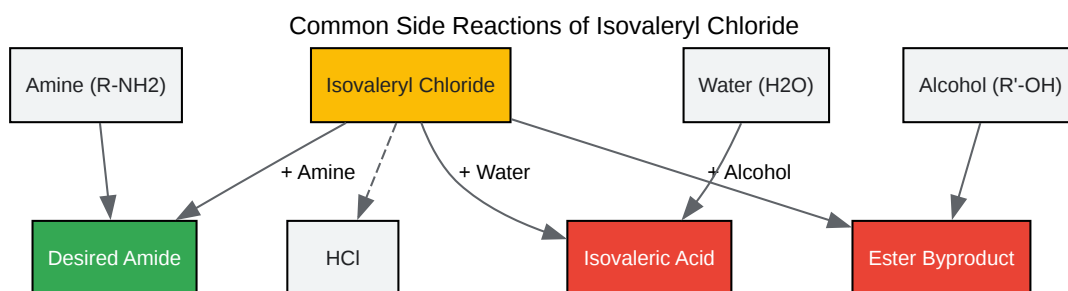 Common Side Reactions of Isovaleryl Chloride
Amine (R-NH2)
Isovaleryl Chloride
Water (H2O)
Alcohol (R'-OH)
+ Amine
+ Water
+ Alcohol
Desired Amide
HCl
Isovaleric Acid
Ester Byproduct